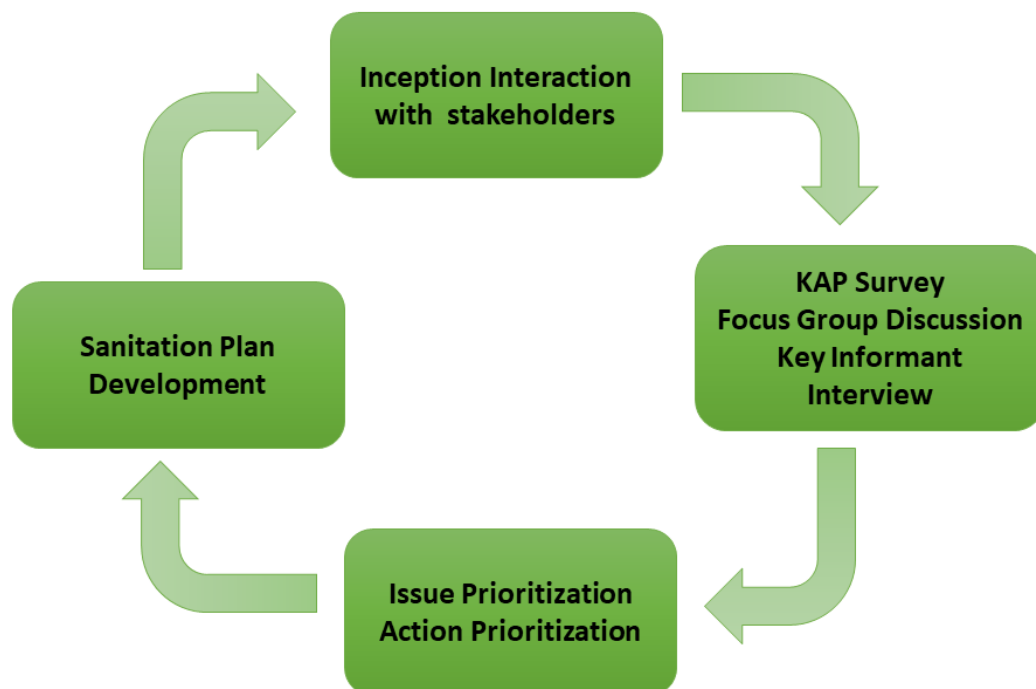 Inception Interaction
with stakeholders
KAP Survey
Focus Group Discussion
Key Informant
Interview
Issue Prioritization
Action Prioritization
Sanitation Plan
Development